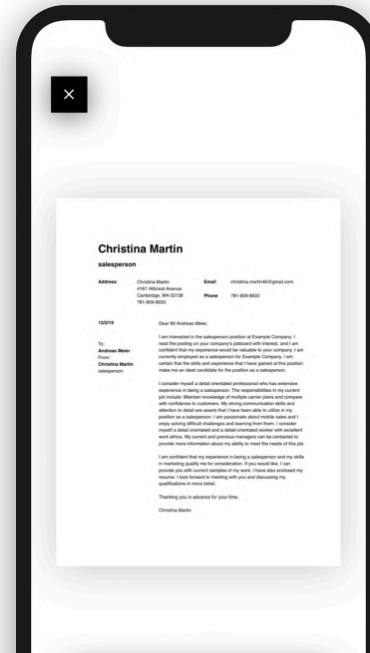 Christina Martin
salesperson
Address
Christina Martin
4161 Hillcrest Avenue
Cambridge, MA 02138
781-859-8933
Email christina.martin46@gmail.com
Phone 781-859-8933
12/2/19
To:
Andreas Meier
From:
Christina Martin
salesperson
Dear Mr Andreas Meier,
I am interested in the salesperson position at Example Company. I
read the posting on your company's jobboard with interest, and I am
confident that my experience would be valuable to your company. I am
currently employed as a salesperson for Example Company. I am
certain that the skills and experience that I have gained at this position
make me an ideal candidate for the position as a salesperson.
I consider myself a detail orientated professional who has extensive
experience in being a salesperson. The responsibilities in my current
job include: Maintain knowledge of multiple carrier plans and compare
with confidence to customers. My strong communication skills and
attention to detail are assets that I have been able to utilize in my
position as a salesperson. I am passionate about mobile sales and I
enjoy solving difficult challenges and learning from them. I consider
myself a detail orientated and a detail-orientated worker with excellent
work ethics. My current and previous managers can be contacted to
provide more information about my ability to meet the needs of this job.
I am confident that my experience in being a salesperson and my skills
in marketing qualify me for consideration. If you would like, I can
provide you with current samples of my work. I have also enclosed my
resume. I look forward to meeting with you and discussing my
qualifications in more detail.
Thanking you in advance for your time,
Christina Martin